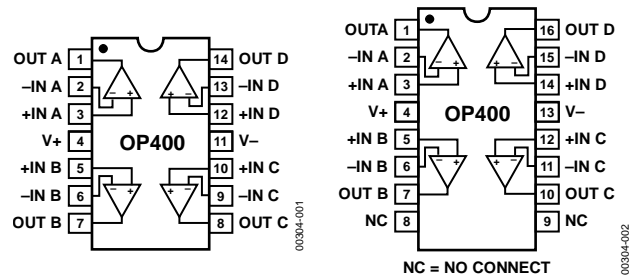 OUT A 1 14 OUT D
–IN A 2 – + + – 13 –IN D
+IN A 3 12 +IN D
V+ 4 OP400 11 V–
+IN B 5 10 +IN C
–IN B 6 – + + – 9 –IN C
OUT B 7 8 OUT C
00304-001
OUTA 1 16 OUT D
–IN A 2 – + + – 15 –IN D
+IN A 3 14 +IN D
V+ 4 OP400 13 V–
+IN B 5 12 +IN C
–IN B 6 – + + – 11 –IN C
OUT B 7 10 OUT C
NC 8 9 NC
NC = NO CONNECT
00304-002